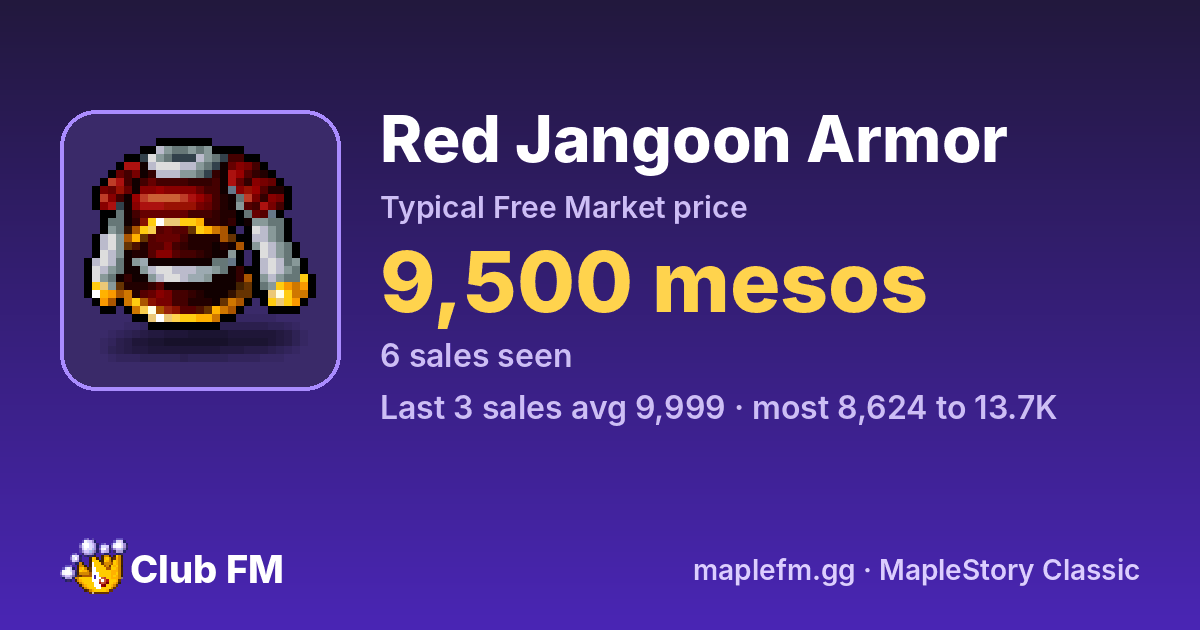 Red Jangoon Armor
Typical Free Market price
9,500 mesos
6 sales seen
Last 3 sales avg 9,999 · most 8,624 to 13.7K
Club FM
maplefm.gg · MapleStory Classic